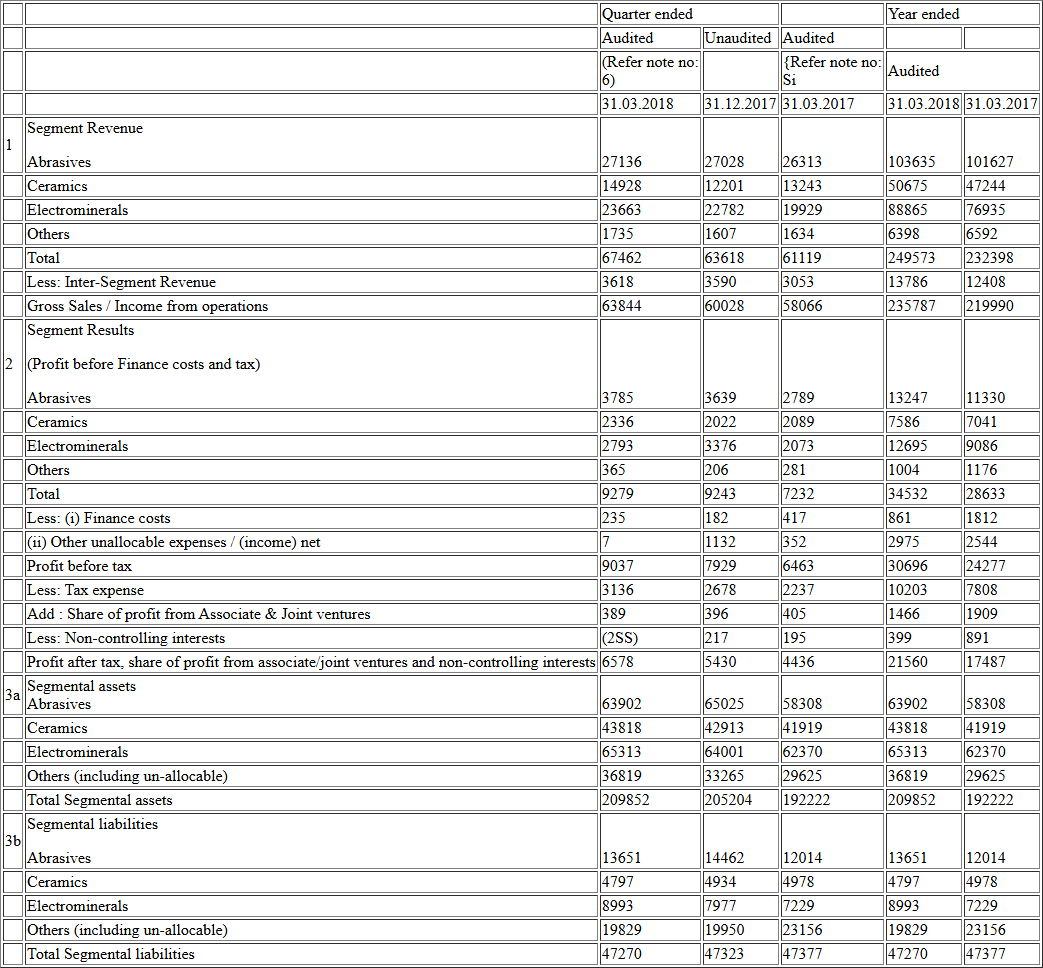 Quarter ended Year ended
Audited Unaudited Audited
(Refer note no: 6) {Refer note no: Si Audited
31.03.2018 31.12.2017 31.03.2017 31.03.2018 31.03.2017
1 Segment Revenue
Abrasives 27136 27028 26313 103635 101627
Ceramics 14928 12201 13243 50675 47244
Electrominerals 23663 22782 19929 88865 76935
Others 1735 1607 1634 6398 6592
Total 67462 63618 61119 249573 232398
Less: Inter-Segment Revenue 3618 3590 3053 13786 12408
Gross Sales / Income from operations 63844 60028 58066 235787 219990
2 Segment Results
(Profit before Finance costs and tax)
Abrasives 3785 3639 2789 13247 11330
Ceramics 2336 2022 2089 7586 7041
Electrominerals 2793 3376 2073 12695 9086
Others 365 206 281 1004 1176
Total 9279 9243 7232 34532 28633
Less: (i) Finance costs 235 182 417 861 1812
(ii) Other unallocable expenses / (income) net 7 1132 352 2975 2544
Profit before tax 9037 7929 6463 30696 24277
Less: Tax expense 3136 2678 2237 10203 7808
Add : Share of profit from Associate & Joint ventures 389 396 405 1466 1909
Less: Non-controlling interests (2SS) 217 195 399 891
Profit after tax, share of profit from associate/joint ventures and non-controlling interests 6578 5430 4436 21560 17487
3a Segmental assets
Abrasives 63902 65025 58308 63902 58308
Ceramics 43818 42913 41919 43818 41919
Electrominerals 65313 64001 62370 65313 62370
Others (including un-allocable) 36819 33265 29625 36819 29625
Total Segmental assets 209852 205204 192222 209852 192222
3b Segmental liabilities
Abrasives 13651 14462 12014 13651 12014
Ceramics 4797 4934 4978 4797 4978
Electrominerals 8993 7977 7229 8993 7229
Others (including un-allocable) 19829 19950 23156 19829 23156
Total Segmental liabilities 47270 47323 47377 47270 47377